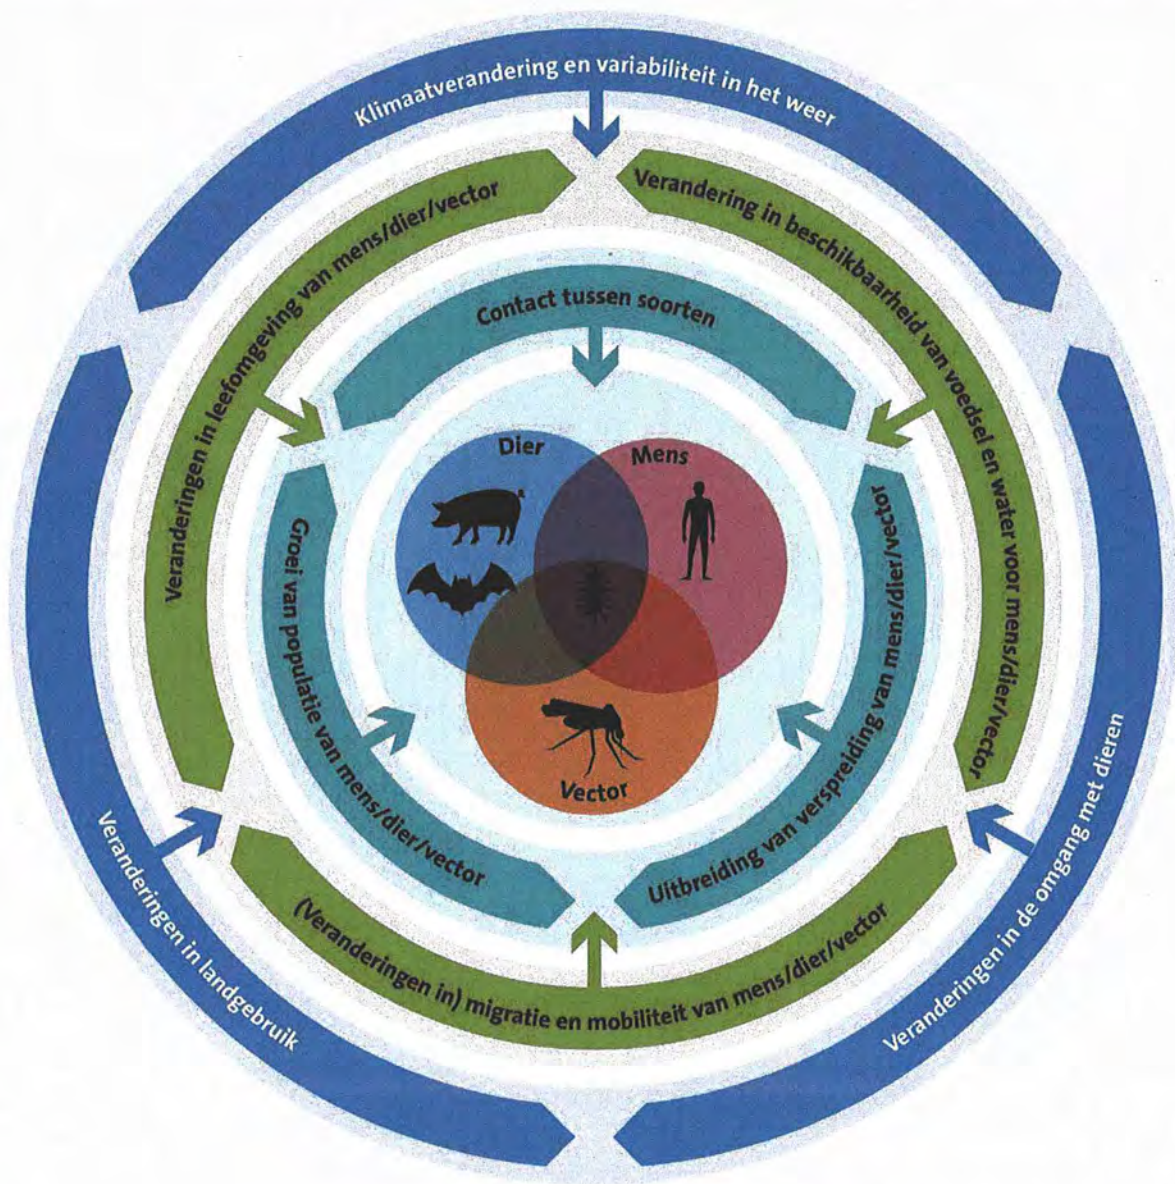 Klimaatverandering en variabiliteit in het weer
Veranderingen in leefomgeving van mens/dier/vector
Verandering in beschikbaarheid van voedsel en water voor mens/dier/vector
Contact tussen soorten
Dier
Mens
Groei van populatie van mens/dier/vector
Uitbreiding van verspreiding van mens/dier/vector
Vector
(Veranderingen in) migratie en mobiliteit van mens/dier/vector
Veranderingen in landgebruik
Veranderingen in de omgang met dieren